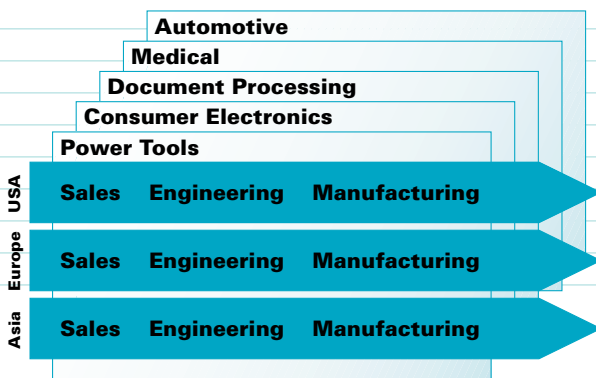 Automotive
Medical
Document Processing
Consumer Electronics
Power Tools
USA
Sales Engineering Manufacturing
Europe
Sales Engineering Manufacturing
Asia
Sales Engineering Manufacturing